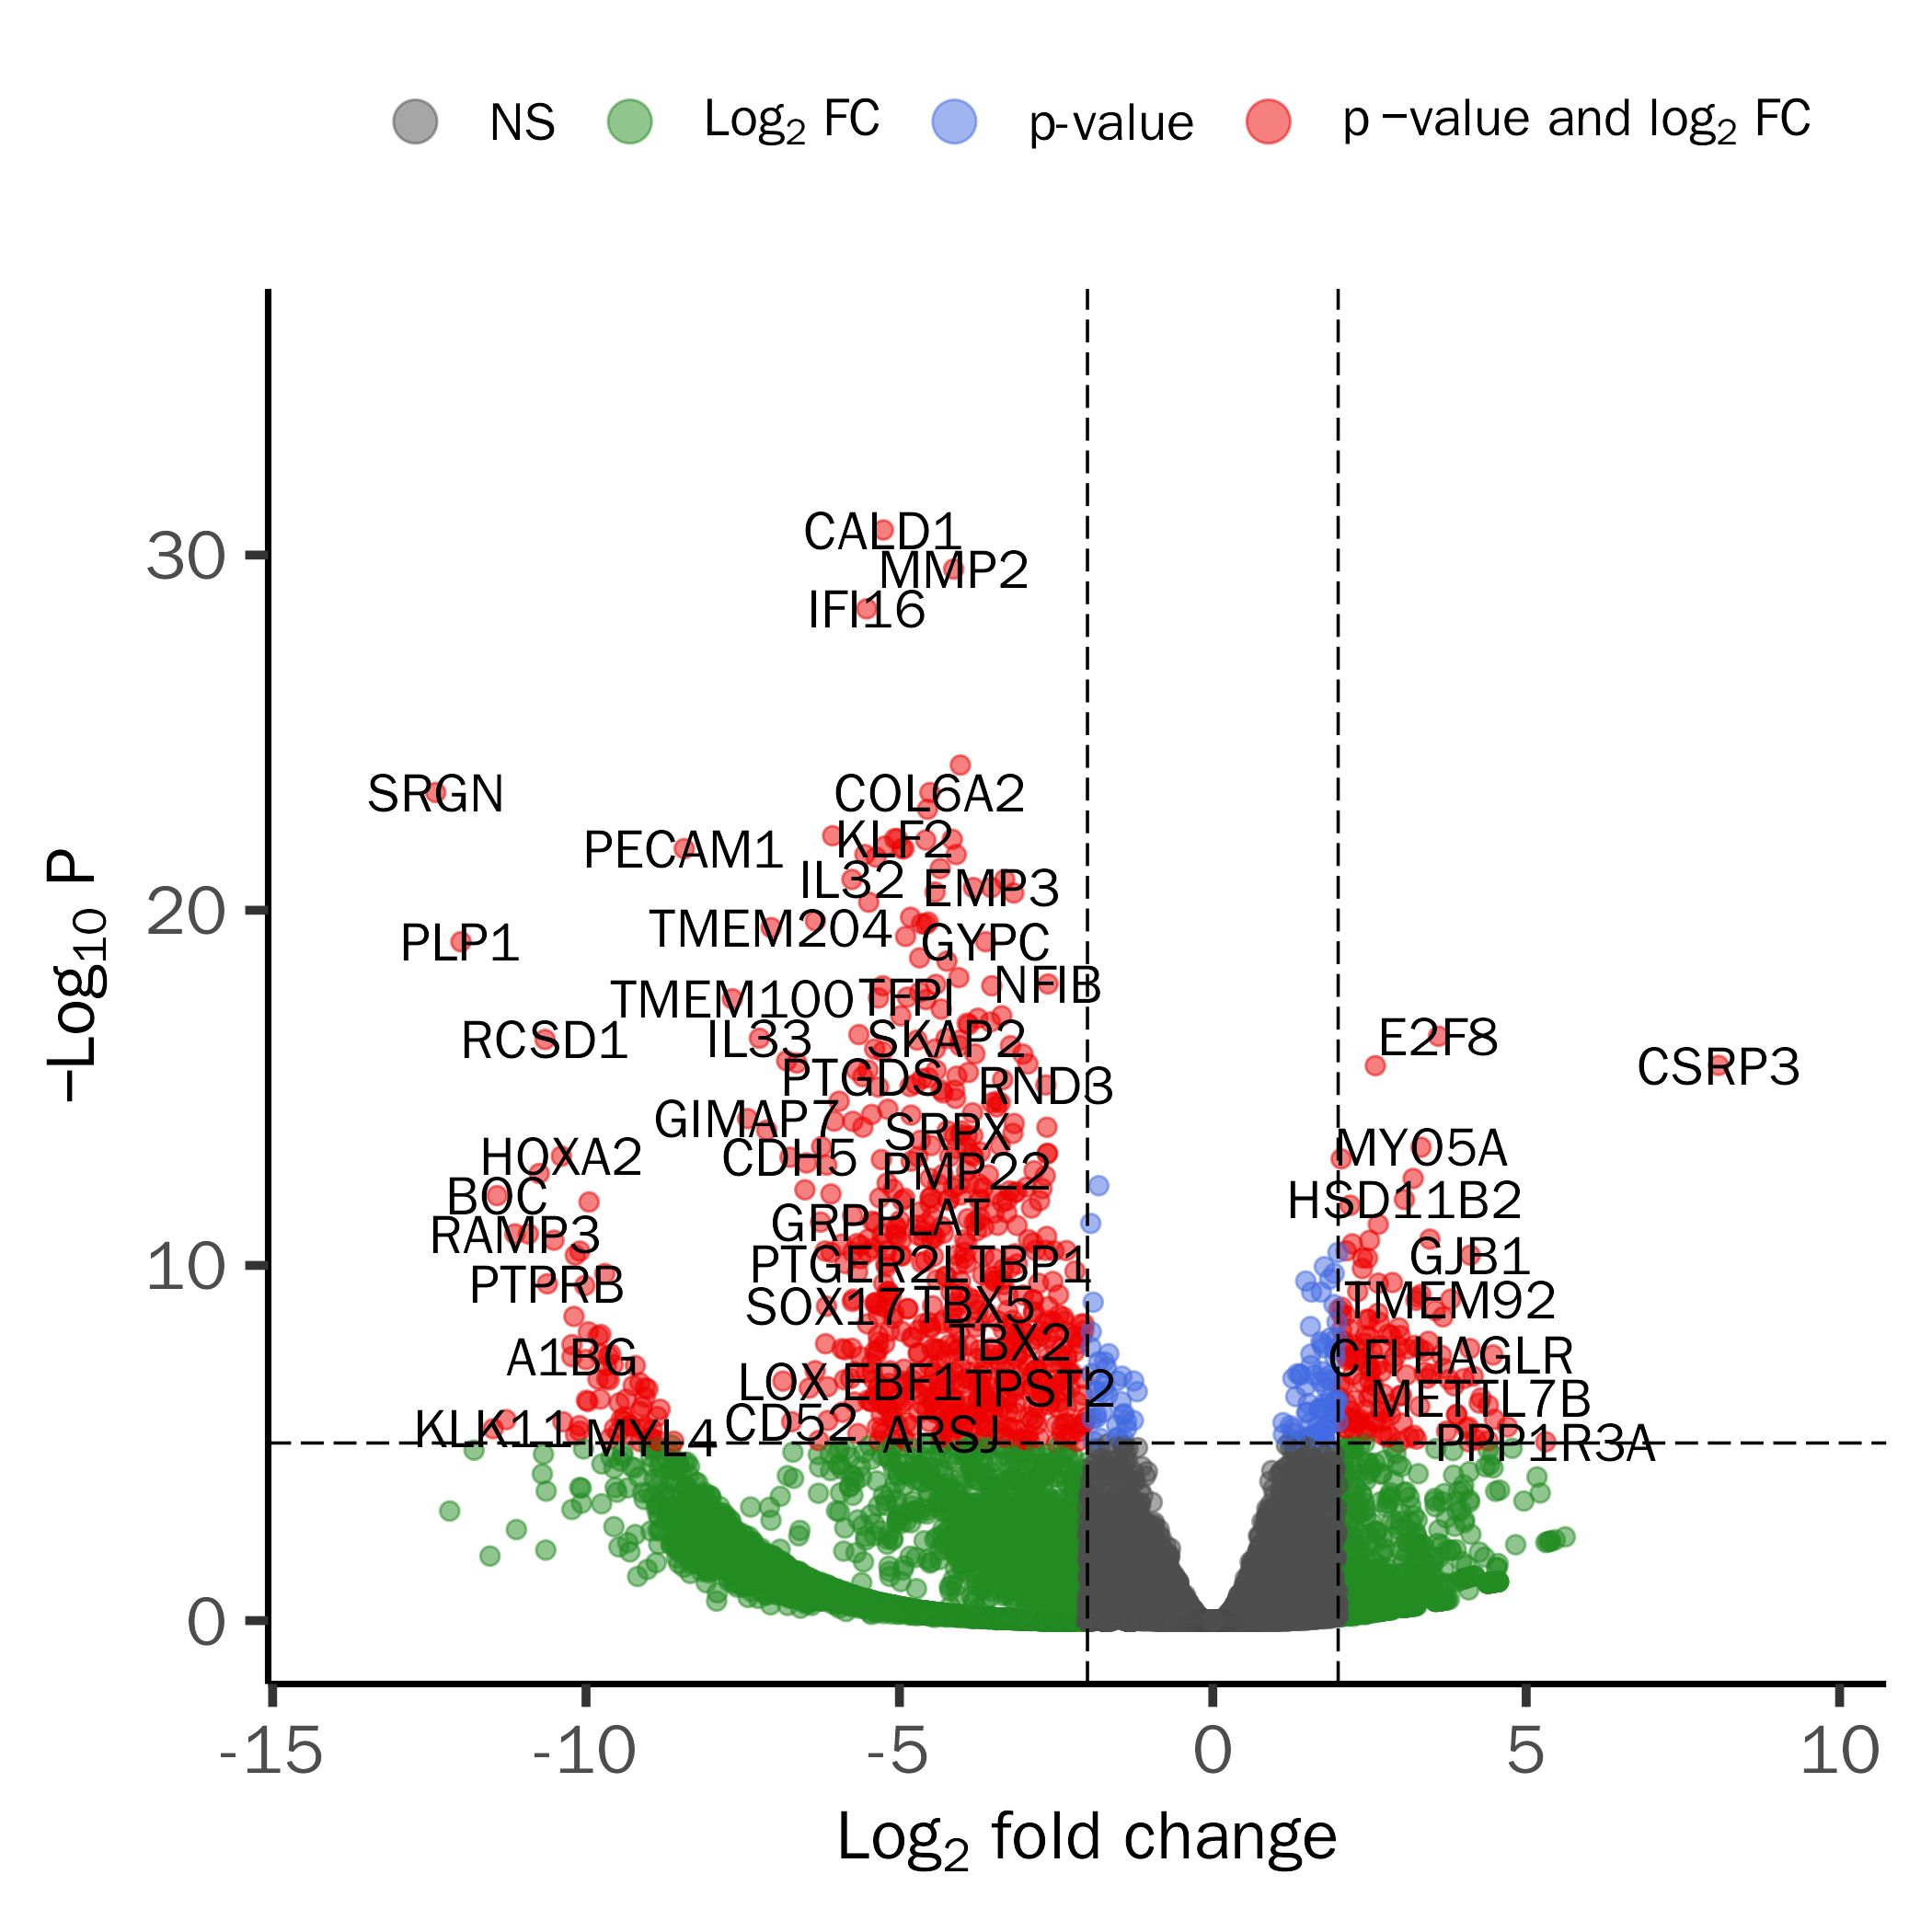 NS Log2 FC p-value p −value and log2 FC
−Log10 P
30
20
10
0
CALD1
MMP2
IFI16
SRGN
COL6A2
KLF2
PECAM1
IL32
EMP3
TMEM204
PLP1
GYPC
NFIB
TMEM100
TFPI
RCSD1
IL33
SKAP2
E2F8
CSRP3
PTGDS
RND3
GIMAP7
SRPX
MYO5A
HOXA2
CDH5
PMP22
BOC
HSD11B2
RAMP3
GRP
PLAT
PTGER2
LTBP1
GJB1
PTPRB
SOX17
TBX5
TMEM92
TBX2
A1BG
CFI
HAGLR
LOX
EBF1
TPST2
METTL7B
KLK11
MYL4
CD52
ARSJ
PPP1R3A
-15 -10 -5 0 5 10
Log2 fold change